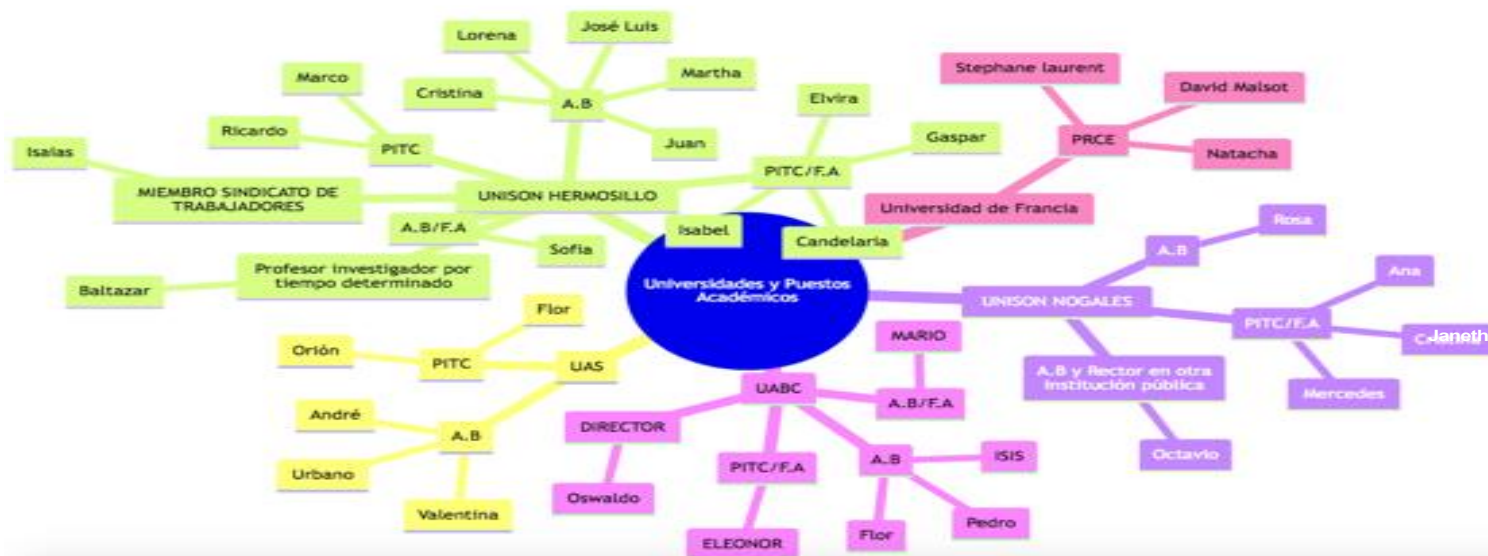 Lorena
José Luis
Marco
Martha
Cristina
A.B
Ricardo
PITC
Juan
Isaías
MIEMBRO SINDICATO DE
TRABAJADORES
UNISON HERMOSILLO
Elvira
Gaspar
PITC/F.A
Isabel
Candelaria
A.B/F.A
Sofía
Profesor investigador por
tiempo determinado
Baltazar
Stephane laurent
David Malsot
PRCE
Natacha
Universidad de Francia
Universidades y Puestos
Académicos
Rosa
A.B
UNISON NOGALES
Ana
PITC/F.A
Janeth
Mercedes
A.B y Rector en otra
institución pública
Octavio
Flor
Orión
PITC
UAS
André
A.B
Urbano
Valentina
UABC
MARIO
A.B/F.A
DIRECTOR
Oswaldo
PITC/F.A
ELEONOR
A.B
ISIS
Pedro
Flor